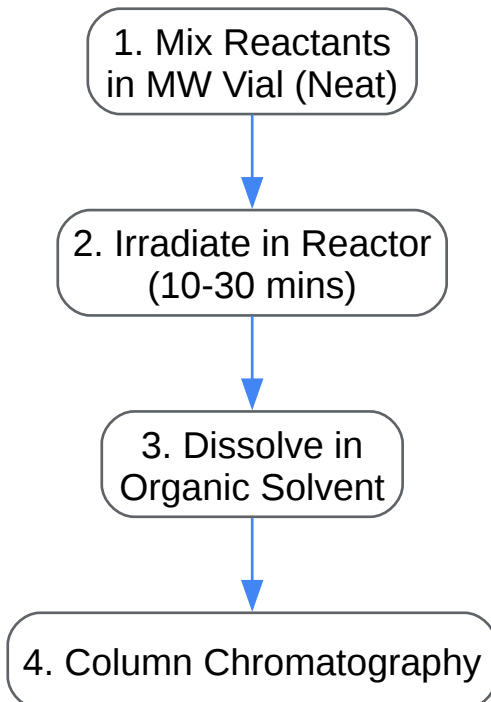 1. Mix Reactants
in MW Vial (Neat)
2. Irradiate in Reactor
(10-30 mins)
3. Dissolve in
Organic Solvent
4. Column Chromatography